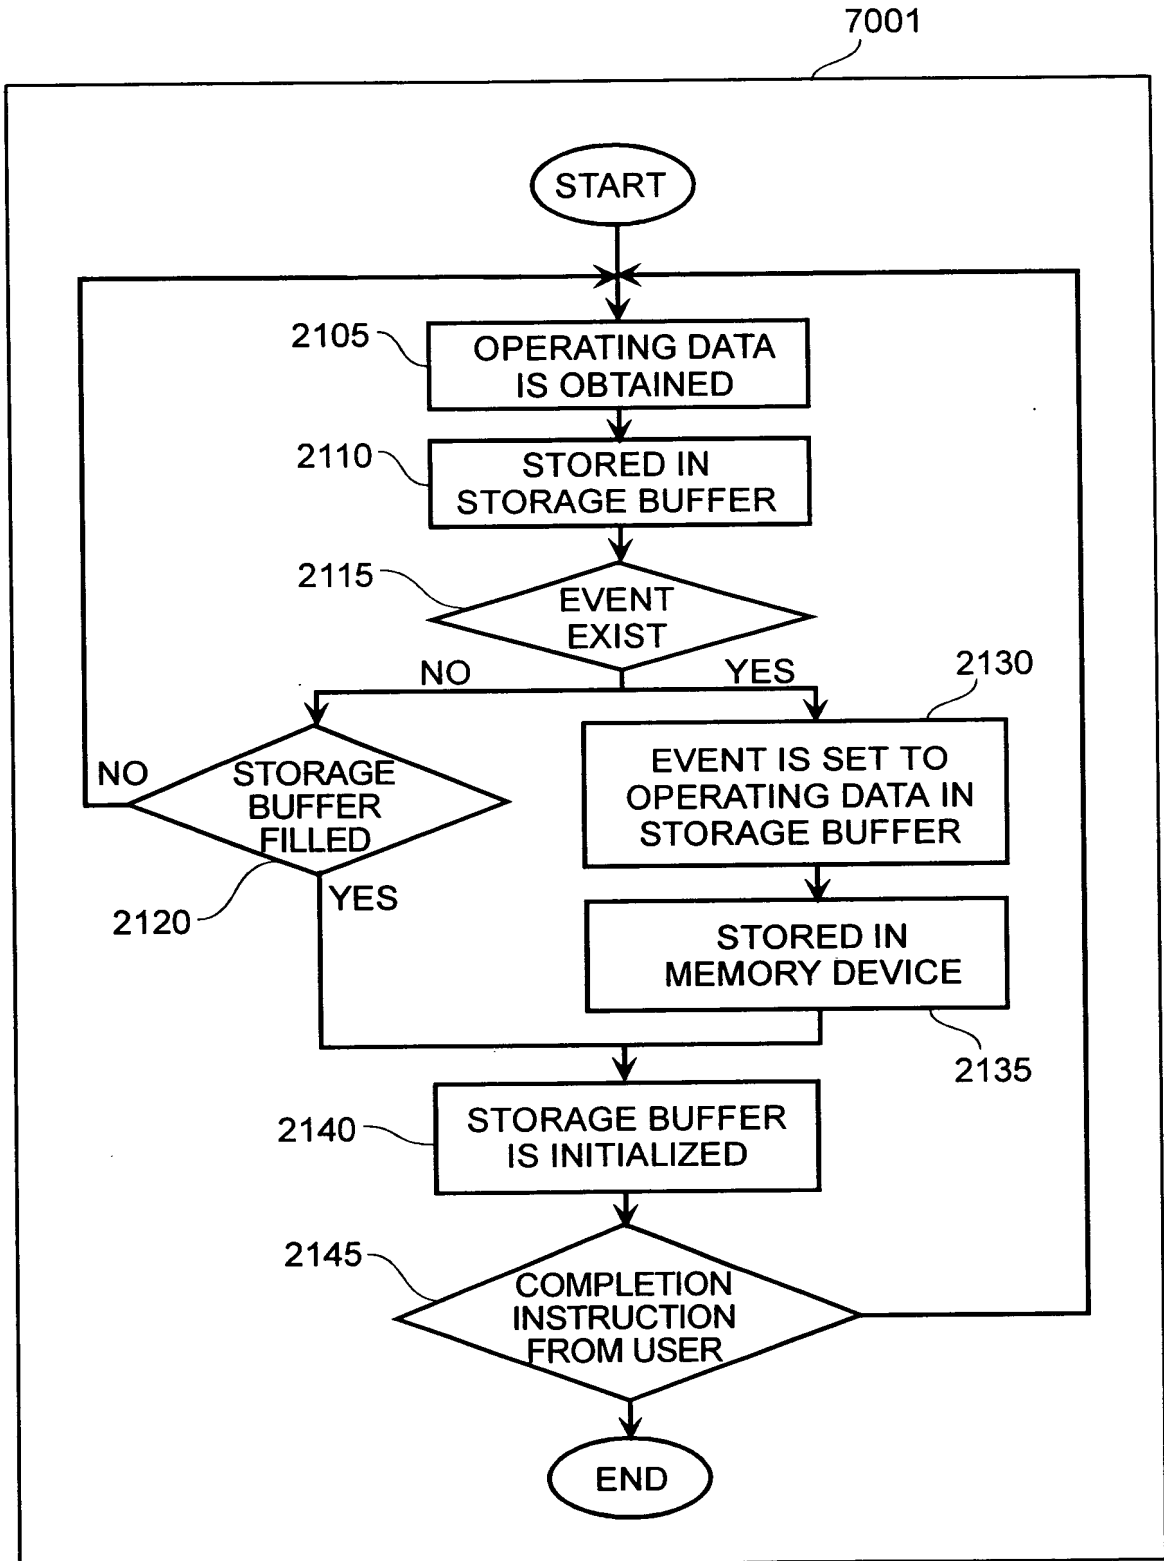 7001
START
2105
OPERATING DATA
IS OBTAINED
2110
STORED IN
STORAGE BUFFER
2115
EVENT
EXIST
NO
YES
2130
NO
STORAGE
BUFFER
FILLED
EVENT IS SET TO
OPERATING DATA IN
STORAGE BUFFER
2120
YES
STORED IN
MEMORY DEVICE
2135
2140
STORAGE BUFFER
IS INITIALIZED
2145
COMPLETION
INSTRUCTION
FROM USER
END